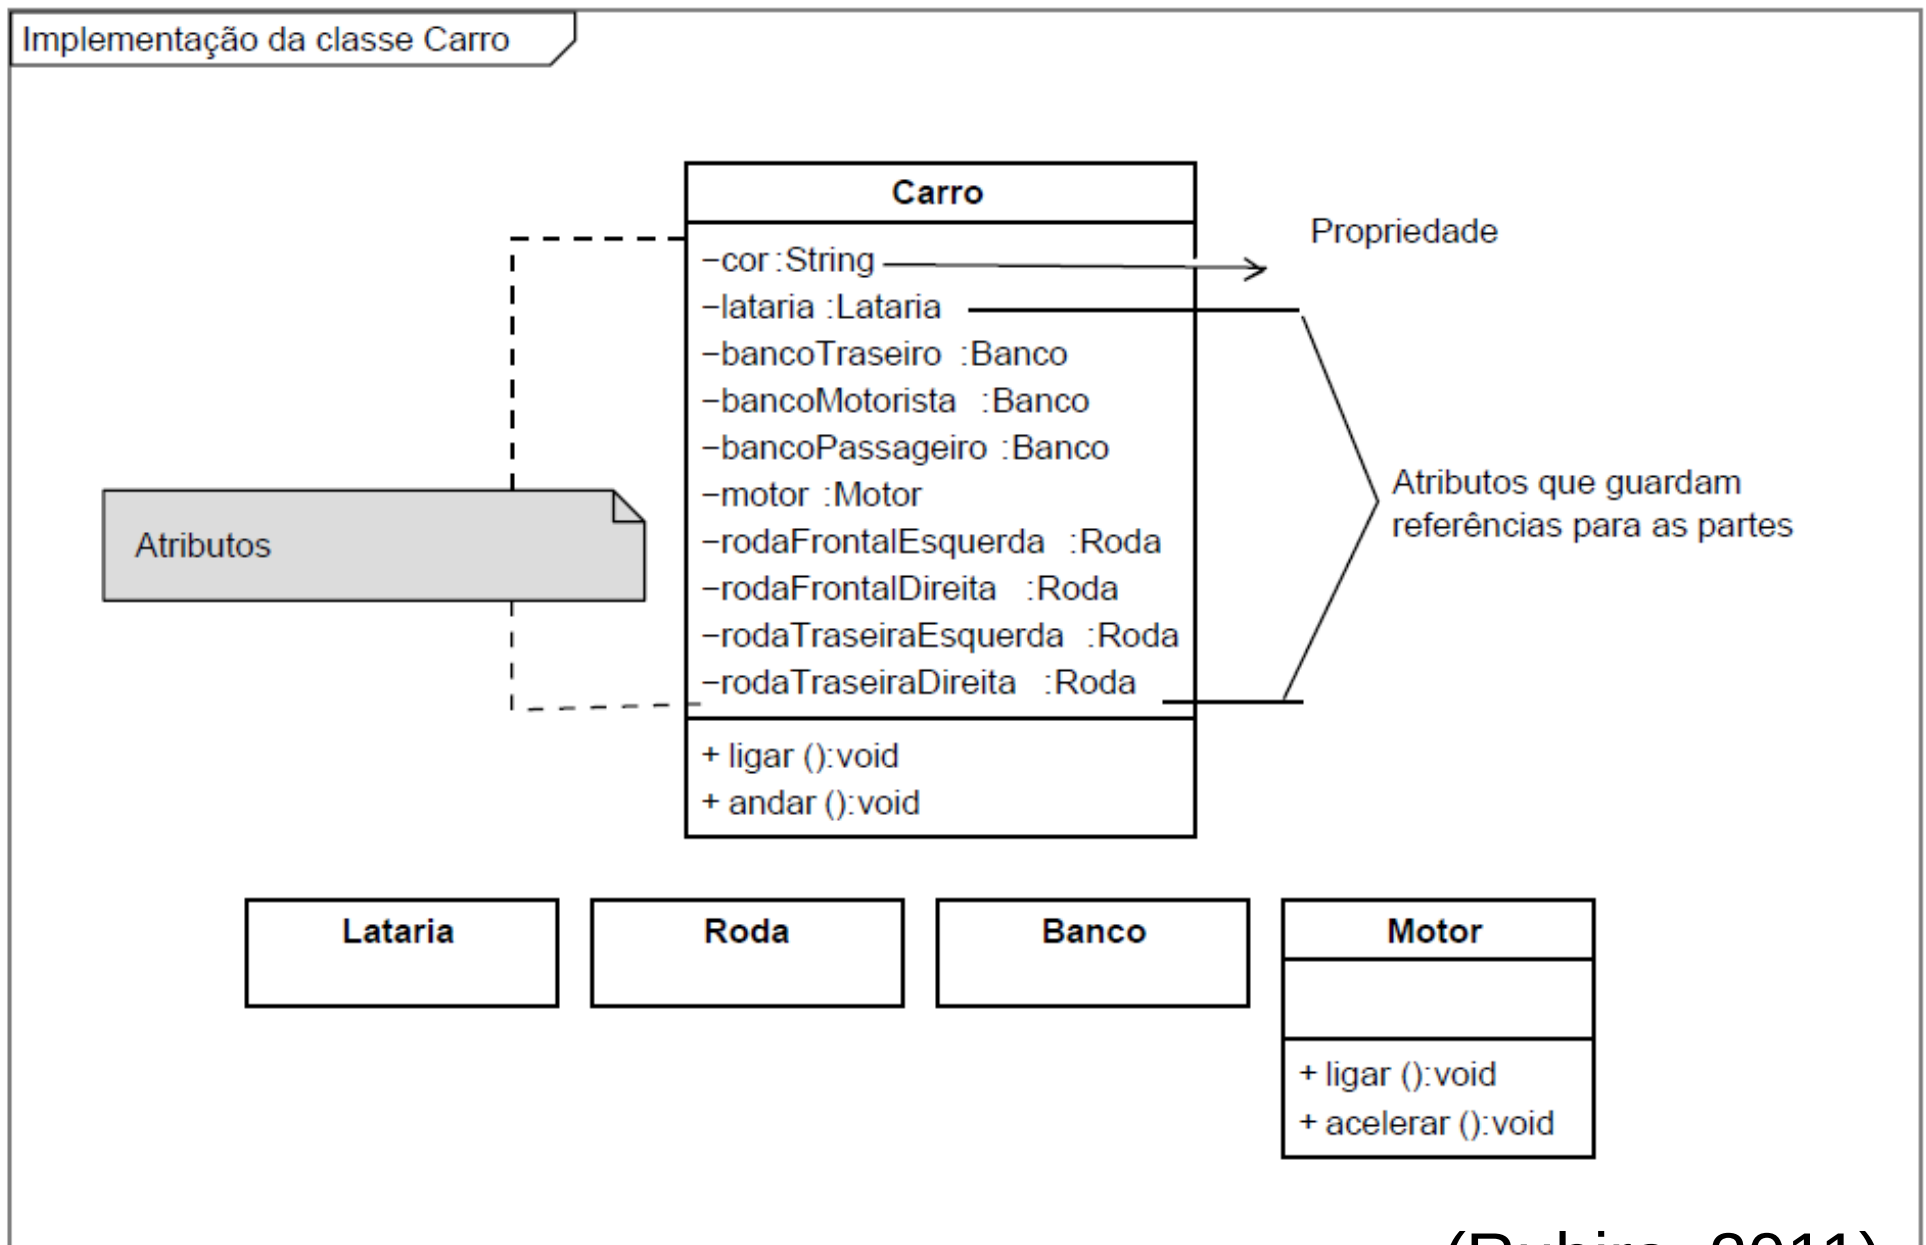 Implementação da classe Carro
Carro
−cor :String
−lataria :Lataria
−bancoTraseiro :Banco
−bancoMotorista :Banco
−bancoPassageiro :Banco
−motor :Motor
−rodaFrontalEsquerda :Roda
−rodaFrontalDireita :Roda
−rodaTraseiraEsquerda :Roda
−rodaTraseiraDireita :Roda
+ ligar ():void
+ andar ():void
Propriedade
Atributos que guardam
referências para as partes
Atributos
Lataria
Roda
Banco
Motor
+ ligar ():void
+ acelerar ():void
2011)